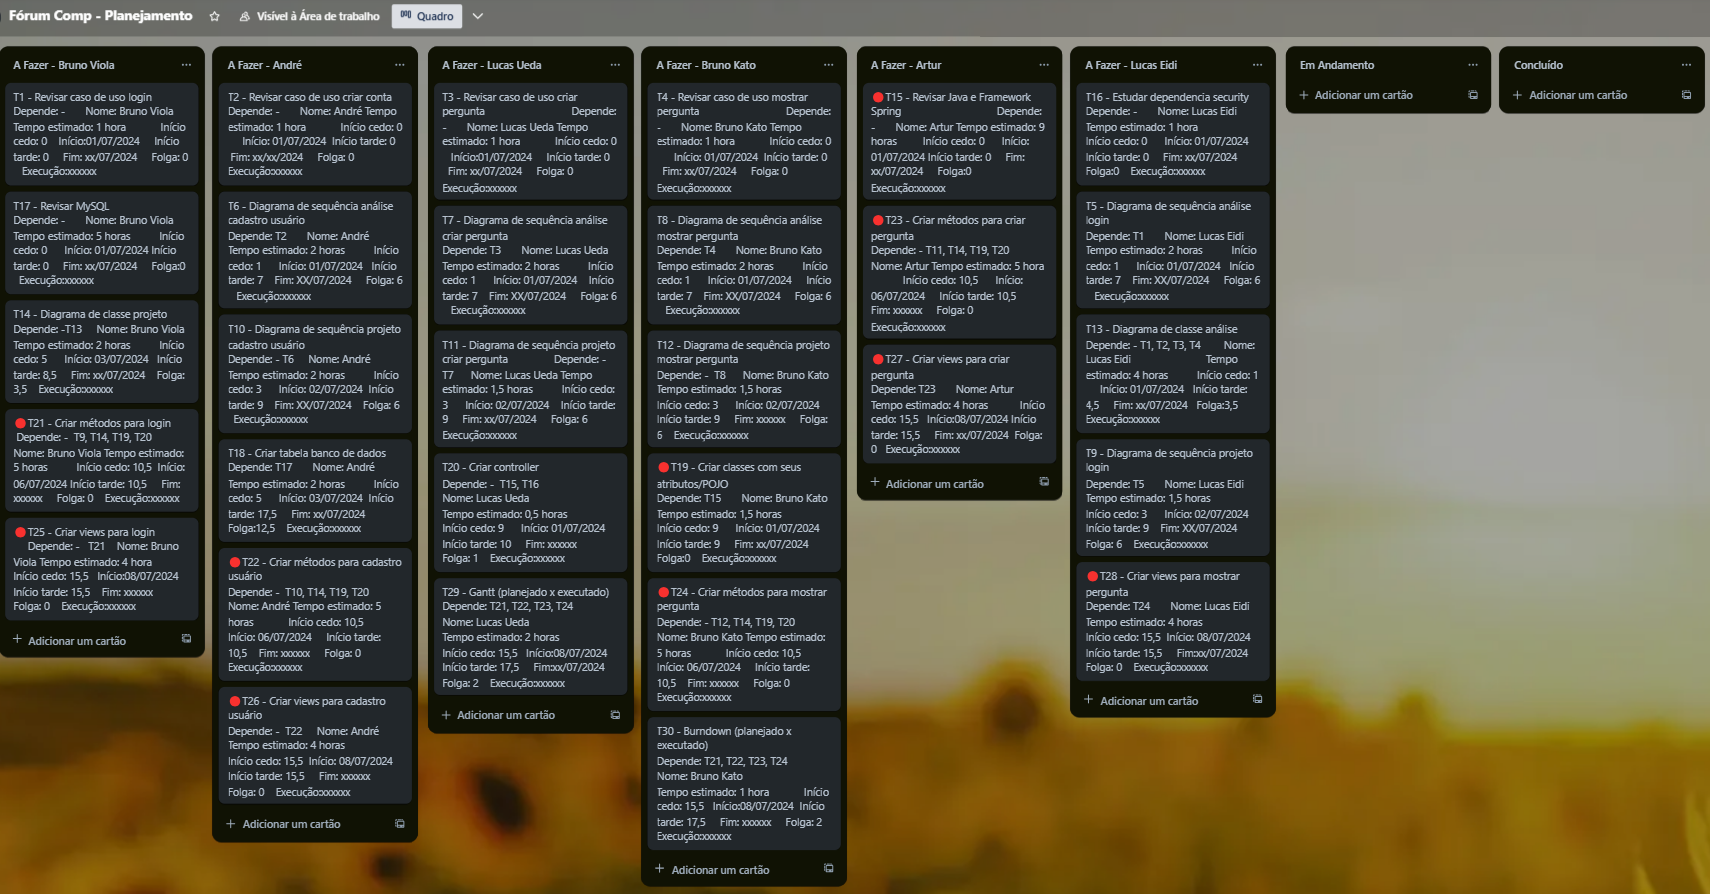 Fórum Comp - Planejamento
Visível à Área de trabalho
Quadro
A Fazer - Bruno Viola
T1 - Revisar caso de uso login
Depende: - Nome: Bruno Viola
Tempo estimado: 1 hora Início
cedo: 0 Início:01/07/2024 Início
tarde: 0 Fim: xx/07/2024 Folga: 0
Execução:xxxxxx
T17 - Revisar MySQL
Depende: - Nome: Bruno Viola
Tempo estimado: 5 horas Início
cedo: 0 Início: 01/07/2024 Início
tarde: 0 Fim: xx/07/2024 Folga:0
Execução:xxxxxx
T14 - Diagrama de classe projeto
Depende: -T13 Nome: Bruno Viola
Tempo estimado: 2 horas Início
cedo: 5 Início: 03/07/2024 Início
tarde: 8,5 Fim: xx/07/2024 Folga:
3,5 Execução:xxxxxx
T21 - Criar métodos para login
Depende: - T9, T14, T19, T20
Nome: Bruno Viola Tempo estimado:
5 horas Início cedo: 10,5 Início:
06/07/2024 Início tarde: 10,5 Fim:
xxxxxx Folga: 0 Execução:xxxxxx
T25 - Criar views para login
Depende: - T21 Nome: Bruno
Viola Tempo estimado: 4 hora
Início cedo: 15,5 Início:08/07/2024
Início tarde: 15,5 Fim: xxxxxx
Folga: 0 Execução:xxxxxx
Adicionar um cartão
A Fazer - André
T2 - Revisar caso de uso criar conta
Depende: - Nome: André Tempo
estimado: 1 hora Início cedo: 0
Início: 01/07/2024 Início tarde: 0
Fim: xx/xx/2024 Folga: 0
Execução:xxxxxx
T6 - Diagrama de sequência análise
cadastro usuário
Depende: T2 Nome: André
Tempo estimado: 2 horas Início
cedo: 1 Início: 01/07/2024 Início
tarde: 7 Fim: XX/07/2024 Folga: 6
Execução:xxxxxx
T10 - Diagrama de sequência projeto
cadastro usuário
Depende: - T6 Nome: André
Tempo estimado: 2 horas Início
cedo: 3 Início: 02/07/2024 Início
tarde: 9 Fim: XX/07/2024 Folga: 6
Execução:xxxxxx
T18 - Criar tabela banco de dados
Depende: T17 Nome: André
Tempo estimado: 2 horas Início
cedo: 5 Início: 03/07/2024 Início
tarde: 17,5 Fim: xx/07/2024
Folga:12,5 Execução:xxxxxx
T22 - Criar métodos para cadastro
usuário
Depende: - T10, T14, T19, T20
Nome: André Tempo estimado: 5
horas Início cedo: 10,5
Início: 06/07/2024 Início tarde:
10,5 Fim: xxxxxx Folga: 0
Execução:xxxxxx
T26 - Criar views para cadastro
usuário
Depende: - T22 Nome: André
Tempo estimado: 4 horas
Início cedo: 15,5 Início: 08/07/2024
Início tarde: 15,5 Fim: xxxxxx
Folga: 0 Execução:xxxxxx
Adicionar um cartão
A Fazer - Lucas Ueda
T3 - Revisar caso de uso criar
pergunta Depende:
- Nome: Lucas Ueda Tempo
estimado: 1 hora Início cedo: 0
Início:01/07/2024 Início tarde: 0
Fim: xx/07/2024 Folga: 0
Execução:xxxxxx
T7 - Diagrama de sequência análise
criar pergunta
Depende: T3 Nome: Lucas Ueda
Tempo estimado: 2 horas Início
cedo: 1 Início: 01/07/2024 Início
tarde: 7 Fim: XX/07/2024 Folga: 6
Execução:xxxxxx
T11 - Diagrama de sequência projeto
criar pergunta Depende: -
T7 Nome: Lucas Ueda Tempo
estimado: 1,5 horas Início cedo:
3 Início: 02/07/2024 Início tarde:
9 Fim: xx/07/2024 Folga: 6
Execução:xxxxxx
T20 - Criar controller
Depende: - T15, T16
Nome: Lucas Ueda
Tempo estimado: 0,5 horas
Início cedo: 9 Início: 01/07/2024
Início tarde: 10 Fim: xxxxxx
Folga: 1 Execução:xxxxxx
T29 - Gantt (planejado x executado)
Depende: T21, T22, T23, T24
Nome: Lucas Ueda
Tempo estimado: 2 horas
Início cedo: 15,5 Início:08/07/2024
Início tarde: 17,5 Fim:xx/07/2024
Folga: 2 Execução:xxxxxx
Adicionar um cartão
A Fazer - Bruno Kato
T4 - Revisar caso de uso mostrar
pergunta Depende:
- Nome: Bruno Kato Tempo
estimado: 1 hora Início cedo: 0
Início: 01/07/2024 Início tarde: 0
Fim: xx/07/2024 Folga: 0
Execução:xxxxxx
T8 - Diagrama de sequência análise
mostrar pergunta
Depende: T4 Nome: Bruno Kato
Tempo estimado: 2 horas Início
cedo: 1 Início: 01/07/2024 Início
tarde: 7 Fim: XX/07/2024 Folga: 6
Execução:xxxxxx
T12 - Diagrama de sequência projeto
mostrar pergunta
Depende: - T8 Nome: Bruno Kato
Tempo estimado: 1,5 horas
Início cedo: 3 Início: 02/07/2024
Início tarde: 9 Fim: xxxxxx Folga:
6 Execução:xxxxxx
T19 - Criar classes com seus
atributos/POJO
Depende: T15 Nome: Bruno Kato
Tempo estimado: 1,5 horas
Início cedo: 9 Início: 01/07/2024
Início tarde: 9 Fim: xx/07/2024
Folga:0 Execução:xxxxxx
T24 - Criar métodos para mostrar
pergunta
Depende: - T12, T14, T19, T20
Nome: Bruno Kato Tempo estimado:
5 horas Início cedo: 10,5
Início: 06/07/2024 Início tarde:
10,5 Fim: xxxxxx Folga: 0
Execução:xxxxxx
T30 - Burndown (planejado x
executado)
Depende: T21, T22, T23, T24
Nome: Bruno Kato
Tempo estimado: 1 hora Início
cedo: 15,5 Início:08/07/2024 Início
tarde: 17,5 Fim: xxxxxx Folga: 2
Execução:xxxxxx
Adicionar um cartão
A Fazer - Artur
T15 - Revisar Java e Framework
Spring Depende:
- Nome: Artur Tempo estimado: 9
horas Início cedo: 0 Início:
01/07/2024 Início tarde: 0 Fim:
xx/07/2024 Folga:0
Execução:xxxxxx
T23 - Criar métodos para criar
pergunta
Depende: - T11, T14, T19, T20
Nome: Artur Tempo estimado: 5 hora
Início cedo: 10,5 Início:
06/07/2024 Início tarde: 10,5
Fim: xxxxxx Folga: 0
Execução:xxxxxx
T27 - Criar views para criar
pergunta
Depende: T23 Nome: Artur
Tempo estimado: 4 horas Início
cedo: 15,5 Início:08/07/2024 Início
tarde: 15,5 Fim: xx/07/2024 Folga:
0 Execução:xxxxxx
Adicionar um cartão
A Fazer - Lucas Eidi
T16 - Estudar dependencia security
Depende: - Nome: Lucas Eidi
Tempo estimado: 1 hora
Início cedo: 0 Início: 01/07/2024
Início tarde: 0 Fim: xx/07/2024
Folga:0 Execução:xxxxxx
T5 - Diagrama de sequência análise
login
Depende: T1 Nome: Lucas Eidi
Tempo estimado: 2 horas Início
cedo: 1 Início: 01/07/2024 Início
tarde: 7 Fim: XX/07/2024 Folga: 6
Execução:xxxxxx
T13 - Diagrama de classe análise
Depende: - T1, T2, T3, T4 Nome:
Lucas Eidi Tempo
estimado: 4 horas Início cedo: 1
Início: 01/07/2024 Início tarde:
4,5 Fim: xx/07/2024 Folga:3,5
Execução:xxxxxx
T9 - Diagrama de sequência projeto
login
Depende: T5 Nome: Lucas Eidi
Tempo estimado: 1,5 horas
Início cedo: 3 Início: 02/07/2024
Início tarde: 9 Fim: XX/07/2024
Folga: 6 Execução:xxxxxx
T28 - Criar views para mostrar
pergunta
Depende: T24 Nome: Lucas Eidi
Tempo estimado: 4 horas
Início cedo: 15,5 Início: 08/07/2024
Início tarde: 15,5 Fim:xx/07/2024
Folga: 0 Execução:xxxxxx
Adicionar um cartão
Em Andamento
Adicionar um cartão
Concluído
Adicionar um cartão